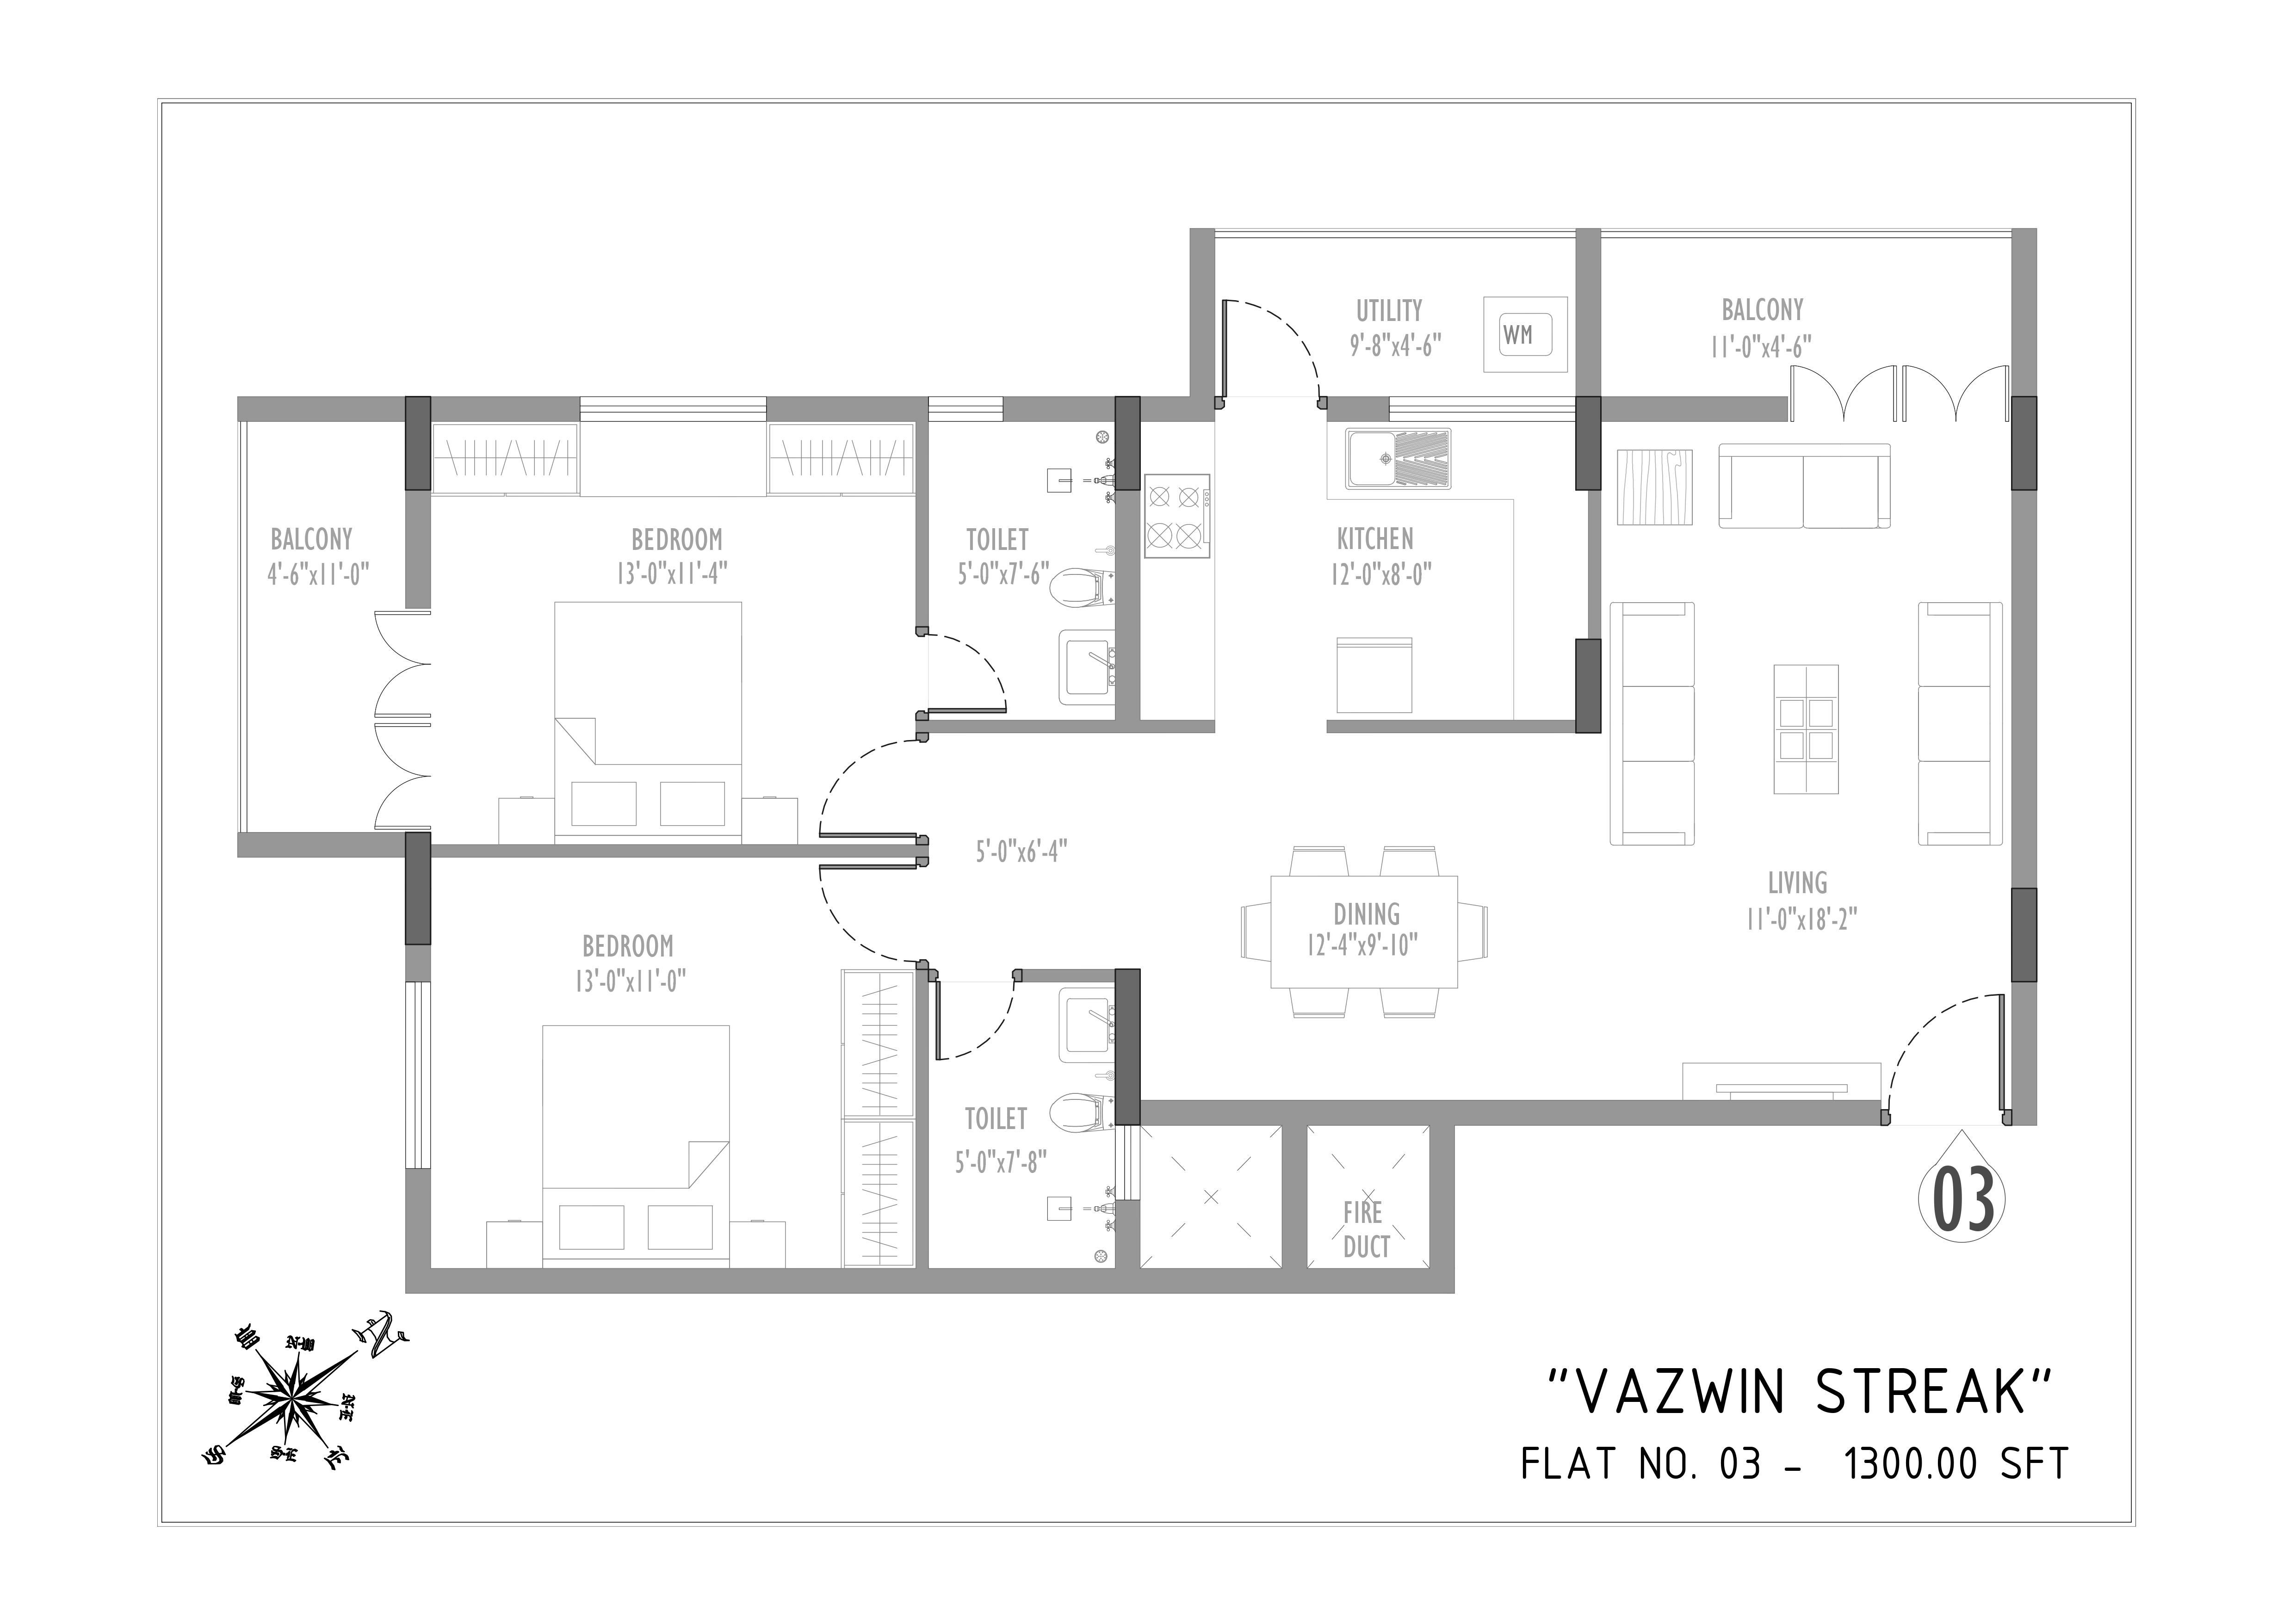 UTILITY
9'-8"x4'-6"
WM
BALCONY
11'-0"x4'-6"
BALCONY
4'-6"x11'-0"
BEDROOM
13'-0"x11'-4"
TOILET
5'-0"x7'-6"
KITCHEN
12'-0"x8'-0"
5'-0"x6'-4"
DINING
12'-4"x9'-10"
LIVING
11'-0"x18'-2"
BEDROOM
13'-0"x11'-0"
TOILET
5'-0"x7'-8"
FIRE
DUCT
03
N
"VAZWIN STREAK"
FLAT NO. 03 - 1300.00 SFT